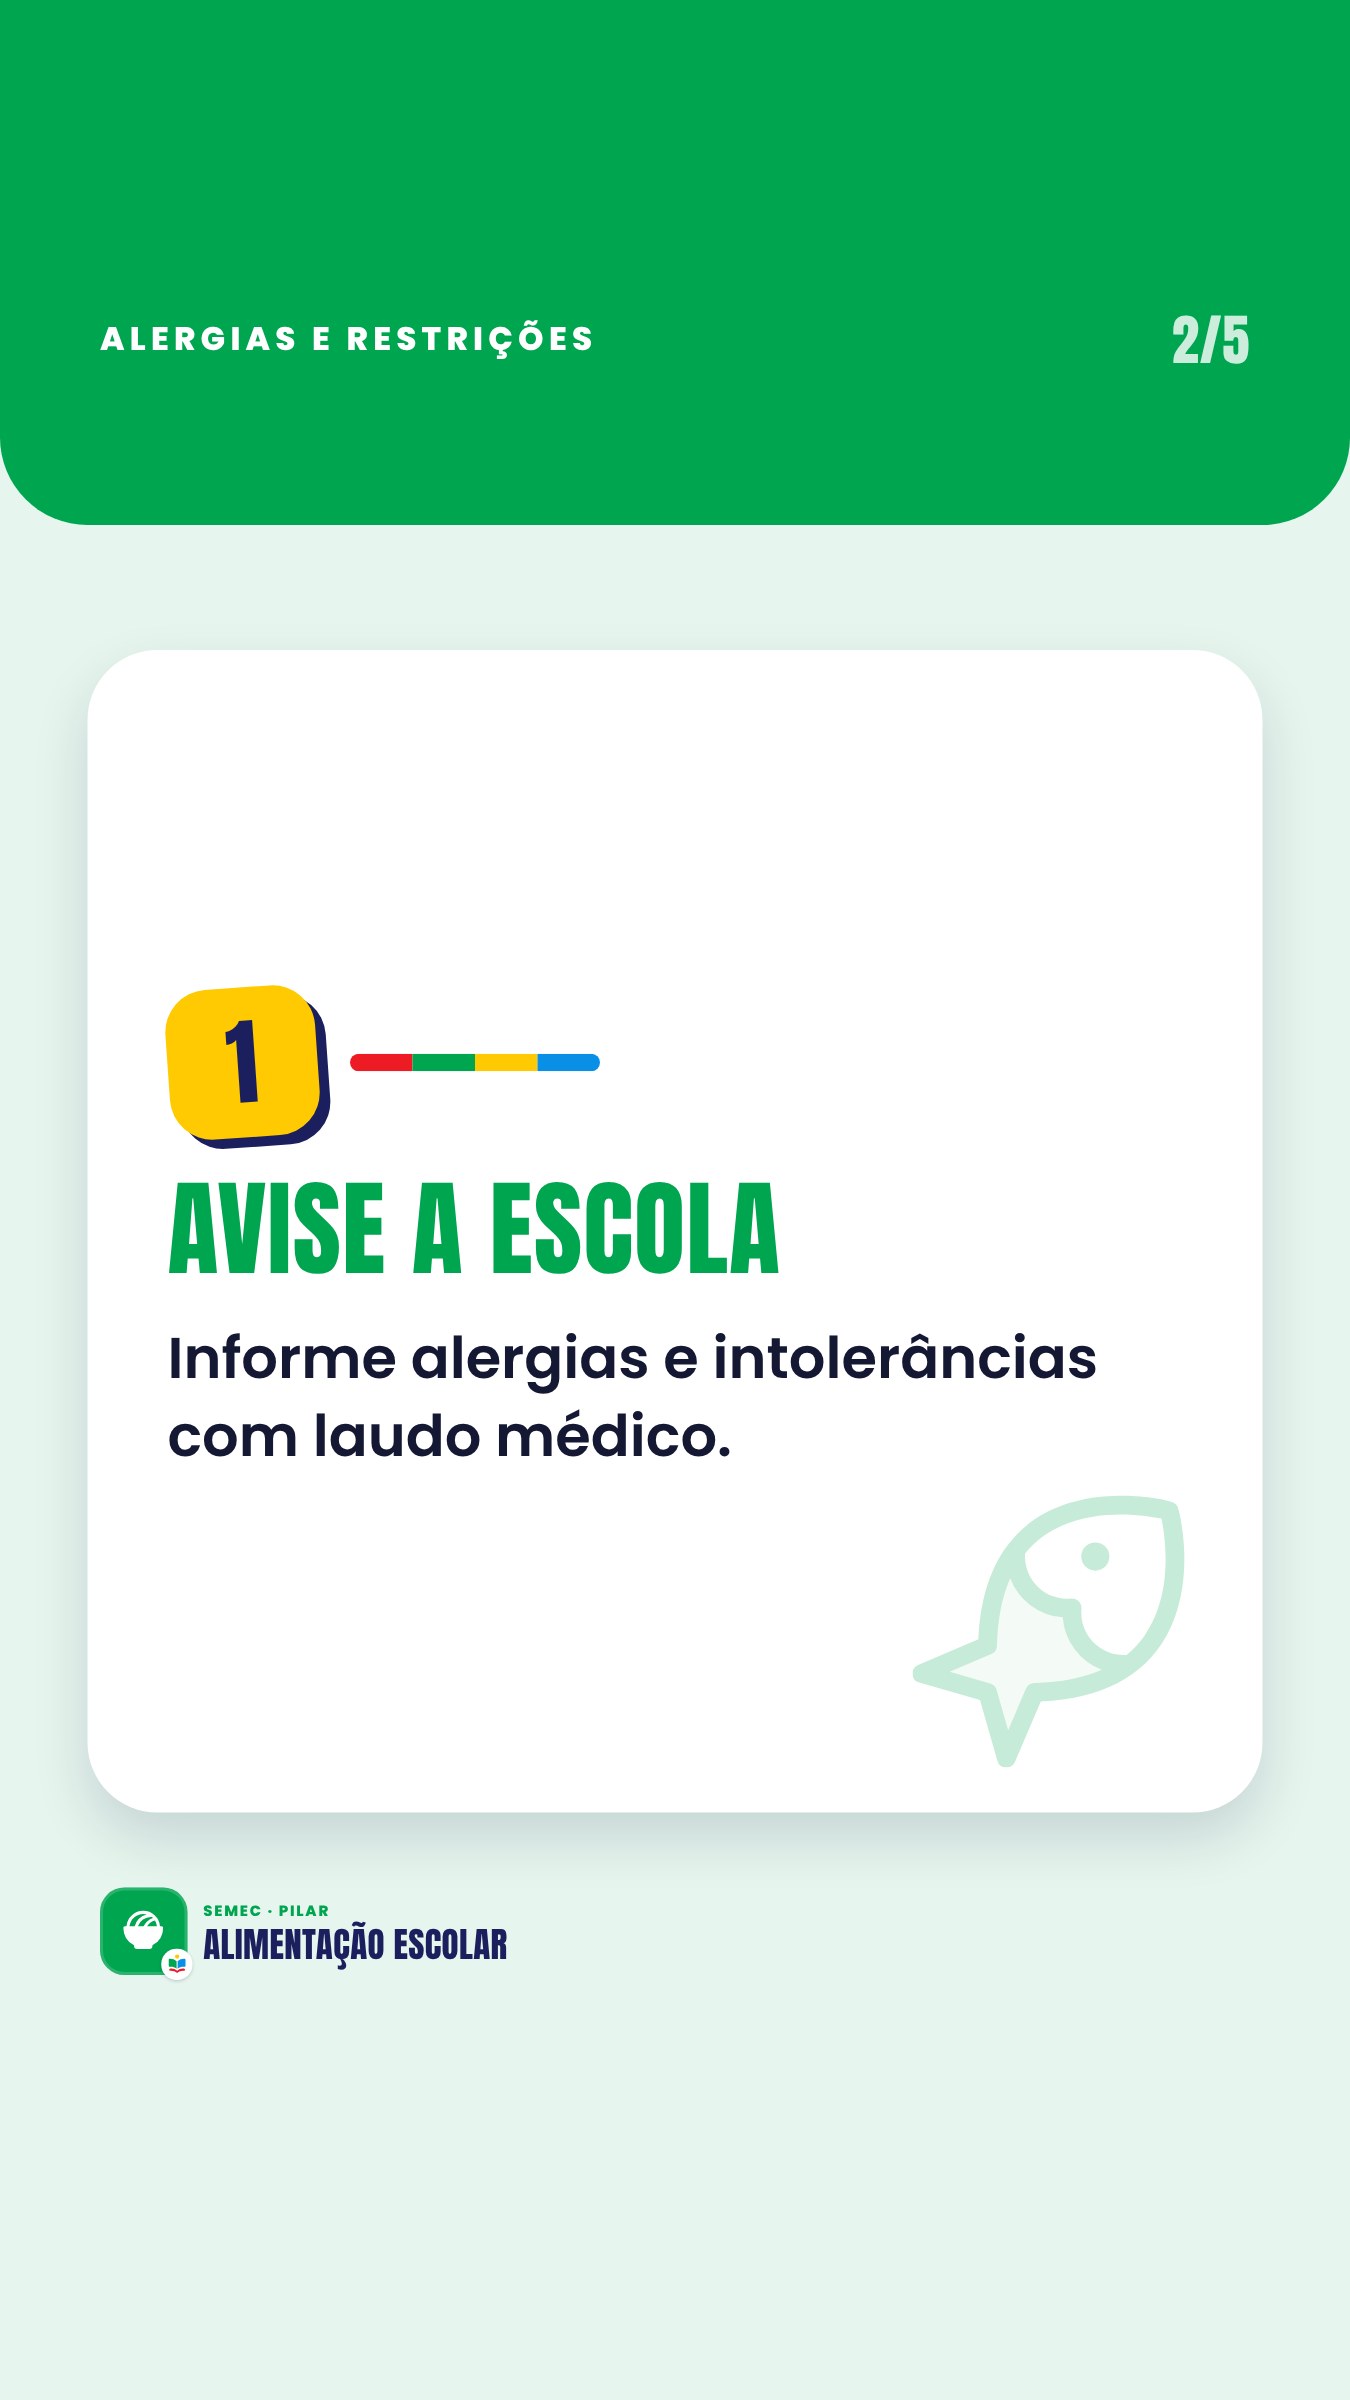 ALERGIAS E RESTRIÇÕES
2/5
1
AVISE A ESCOLA
Informe alergias e intolerâncias
com laudo médico.
SEMEC · PILAR
ALIMENTAÇÃO ESCOLAR